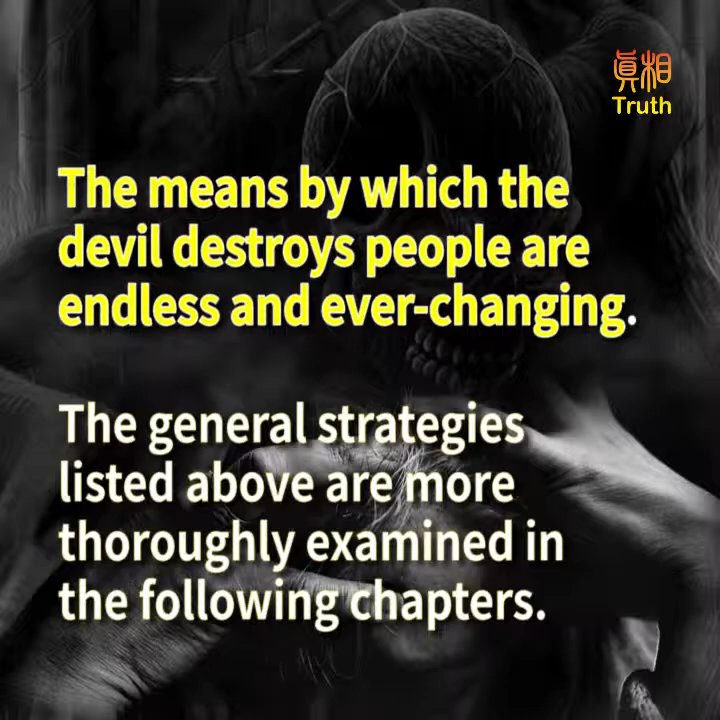 眞相
Truth
The means by which the
devil destroys people are
endless and ever-changing.
The general strategies
listed above are more
thoroughly examined in
the following chapters.